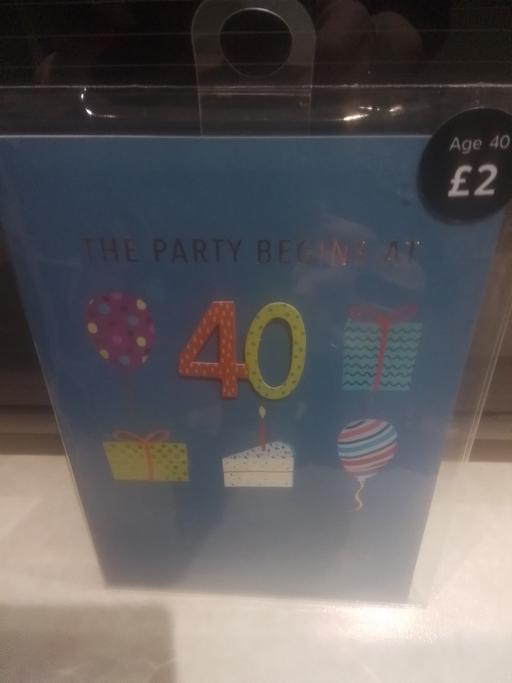 Age 40
£2
THE PARTY BEGINS AT
40